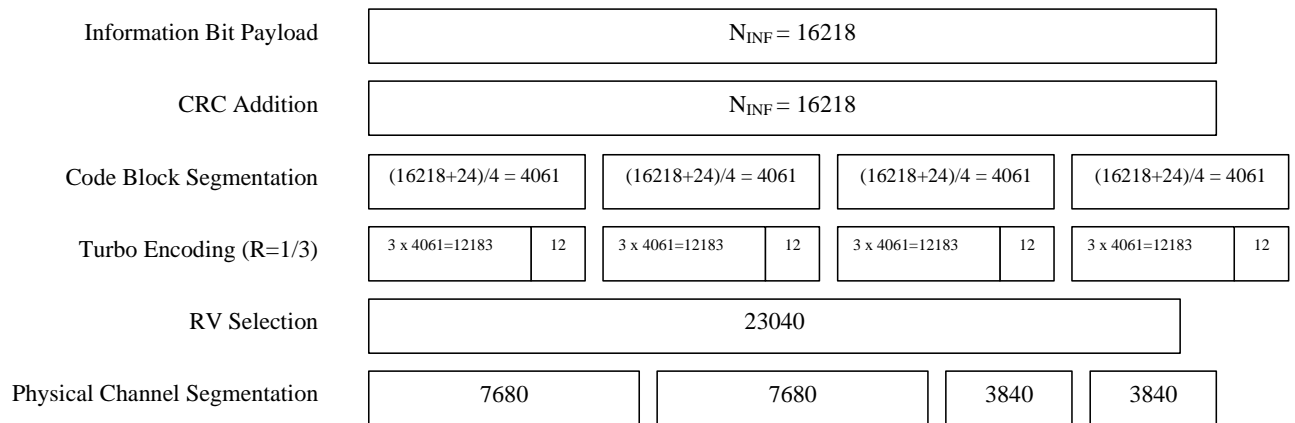 Information Bit Payload
N_INF = 16218
CRC Addition
N_INF = 16218
Code Block Segmentation
(16218+24)/4 = 4061
(16218+24)/4 = 4061
(16218+24)/4 = 4061
(16218+24)/4 = 4061
Turbo Encoding (R=1/3)
3 x 4061=12183
12
3 x 4061=12183
12
3 x 4061=12183
12
3 x 4061=12183
12
RV Selection
23040
Physical Channel Segmentation
7680
7680
3840
3840